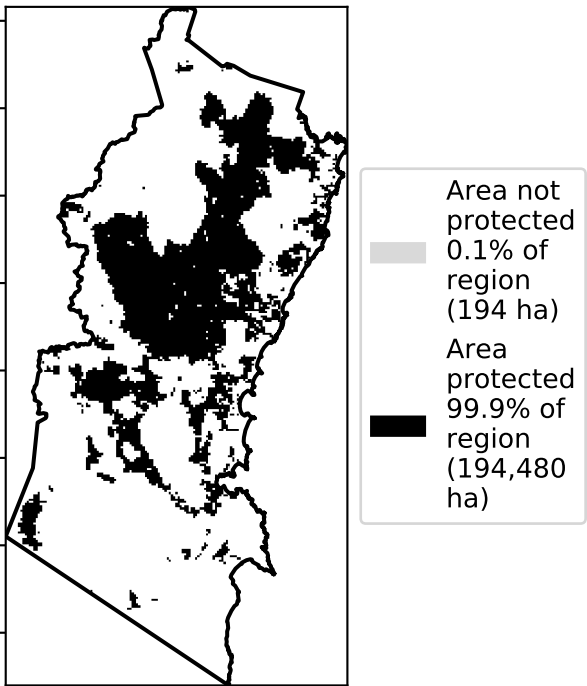 Area not
protected
0.1% of
region
(194 ha)
Area
protected
99.9% of
region
(194,480
ha)